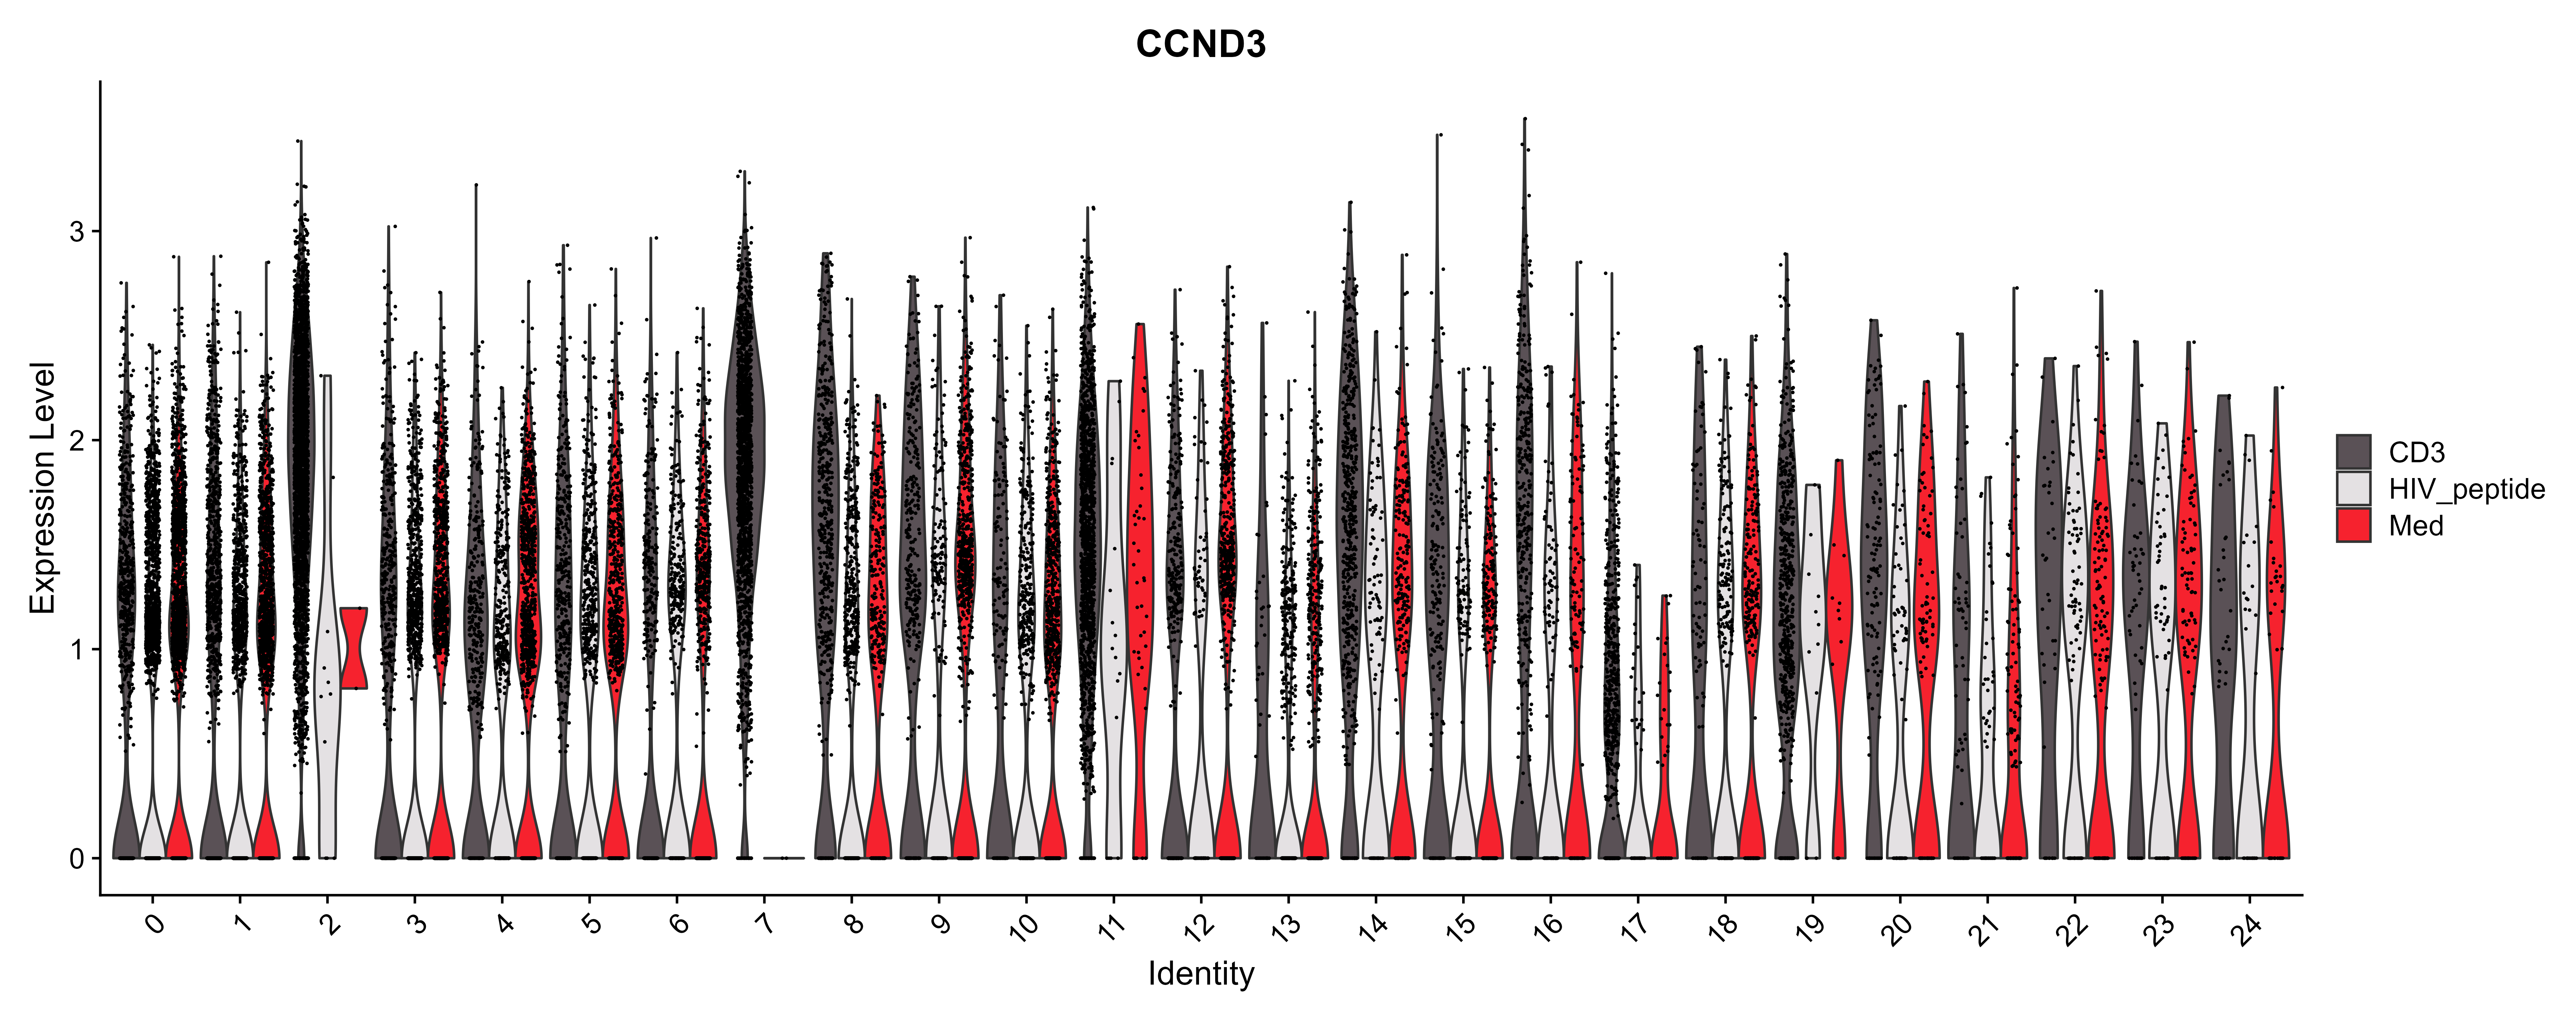 CCND3
Expression Level
3
2
1
0
0 1 2 3 4 5 6 7 8 9 10 11 12 13 14 15 16 17 18 19 20 21 22 23 24
Identity
CD3
HIV_peptide
Med